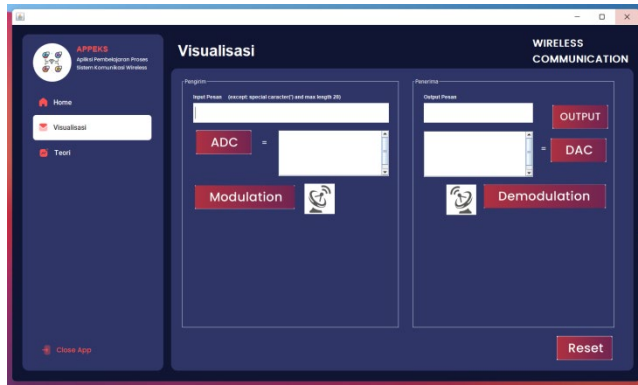 APPEKS
Aplikasi Pembelajaran Proses
Sistem Komunikasi Wireless
Home
Visualisasi
Teori
Close App
Visualisasi
WIRELESS
COMMUNICATION
Pengirim
Input Pesan (except special caracter(') and max length 20)
ADC =
Modulation
Penerima
Output Pesan
OUTPUT
= DAC
Demodulation
Reset